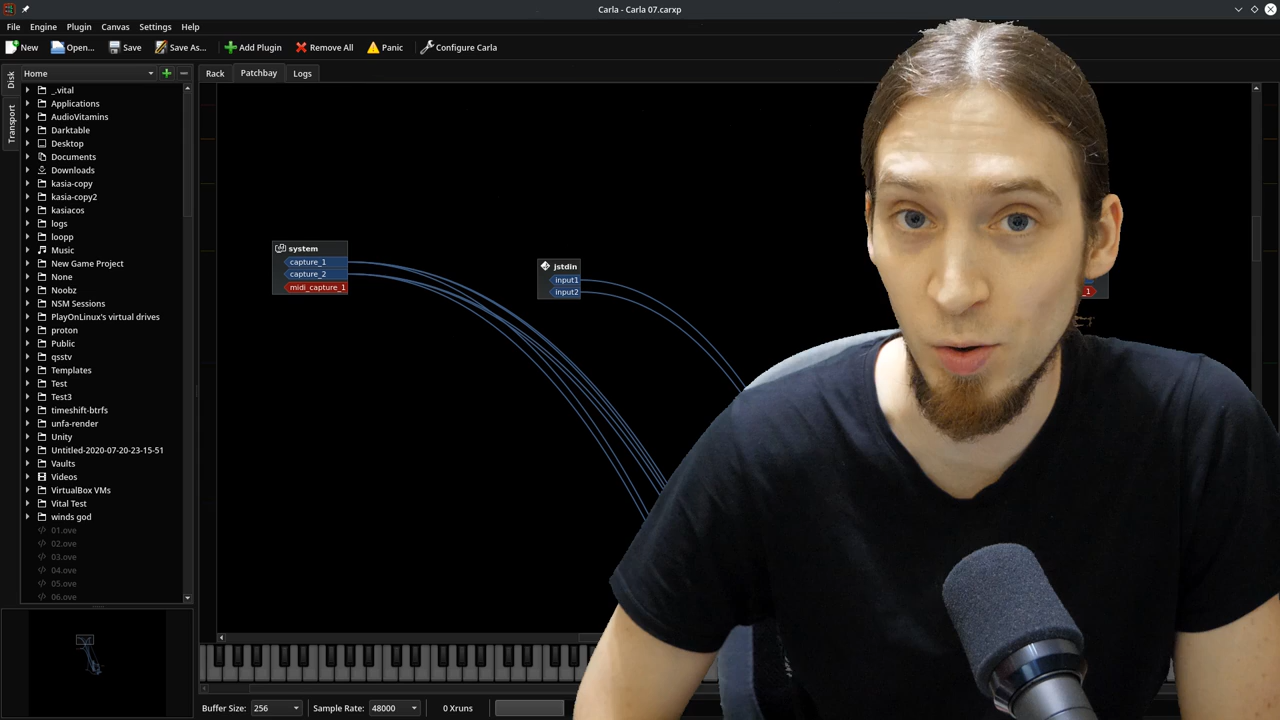 Carla - Carla 07.carxp
File Engine Plugin Canvas Settings Help
New Open... Save Save As... Add Plugin Remove All Panic Configure Carla
Disk
Transport
Home
Rack Patchbay Logs
_.vital
Applications
AudioVitamins
Darktable
Desktop
Documents
Downloads
kasia-copy
kasia-copy2
kasiacos
logs
loopp
Music
New Game Project
None
Noobz
NSM Sessions
PlayOnLinux's virtual drives
proton
Public
qsstv
Templates
Test
Test3
timeshift-btrfs
unfa-render
Unity
Untitled-2020-07-20-23-15-51
Vaults
Videos
VirtualBox VMs
Vital Test
winds god
01.ove
02.ove
03.ove
04.ove
05.ove
06.ove
system
capture_1
capture_2
midi_capture_1
jstdin
input1
input2
_1
Buffer Size: 256 Sample Rate: 48000 0 Xruns